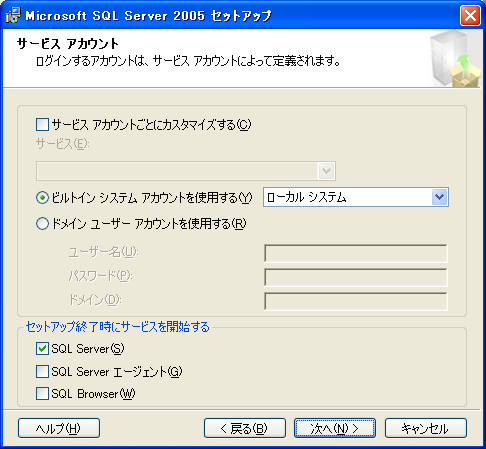 Microsoft SQL Server 2005 セットアップ
サービス アカウント
ログインするアカウントは、サービス アカウントによって定義されます。
サービス アカウントごとにカスタマイズする(C)
サービス(E):
ビルトイン システム アカウントを使用する(Y)
ローカル システム
ドメイン ユーザー アカウントを使用する(R)
ユーザー名(U):
パスワード(P):
ドメイン(D):
セットアップ終了時にサービスを開始する
SQL Server(S)
SQL Server エージェント(G)
SQL Browser(W)
ヘルプ(H)
< 戻る(B)
次へ(N) >
キャンセル